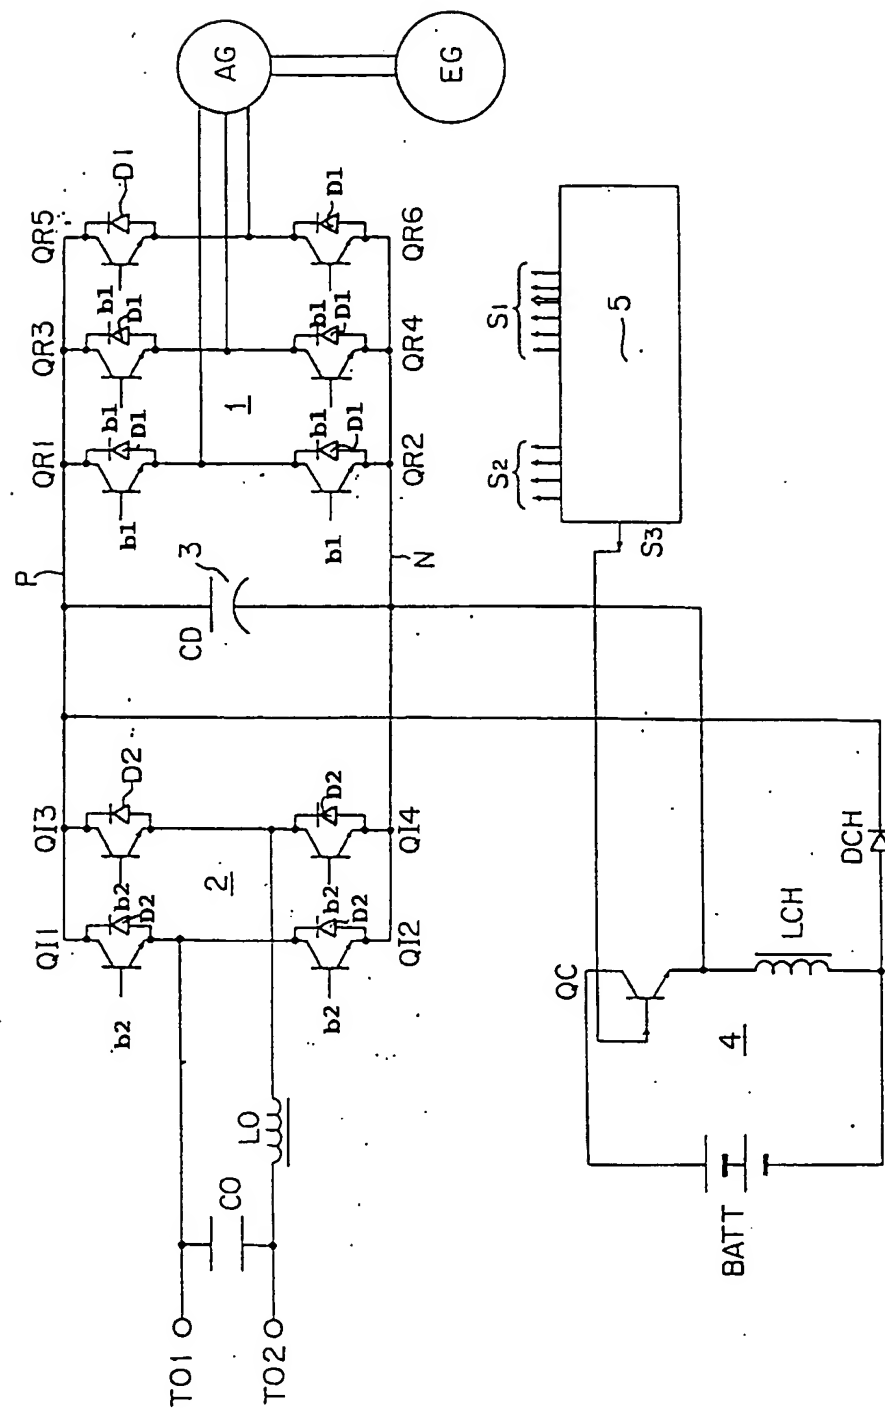 AG
EG
QR5
D1
D1
QR6
b1
b1
QR3
D1
D1
QR4
b1
b1
1
QR1
D1
D1
QR2
b1
b1
S1
S2
5
S3
P
3
CD
N
QI3
D2
D2
QI4
b2
b2
2
QI1
D2
D2
QI2
b2
b2
DCH
LCH
QC
4
LO
CO
BATT
TO1
TO2